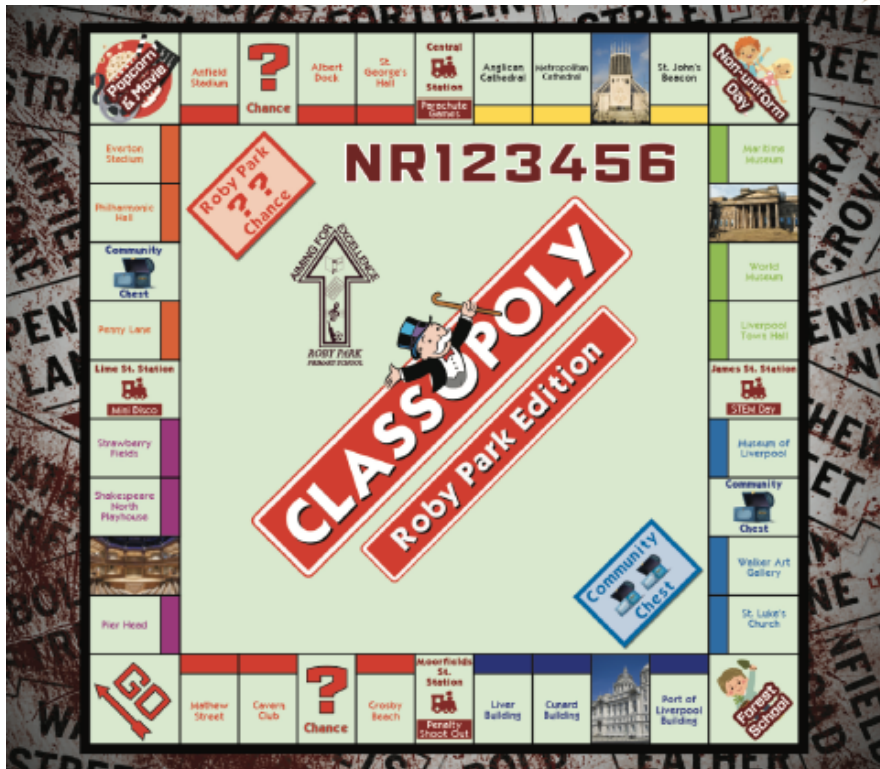 Popcorn
& Movie
Anfield
Stadium
?
Chance
Albert
Dock
St.
George's
Hall
Central
Station
Parachute
Games
Anglican
Cathedral
Metropolitan
Cathedral
St. John's
Beacon
Non-uniform
Day
Everton
Stadium
Philharmonic
Hall
Community
Chest
Penny Lane
Lime St. Station
Mini Disco
Strawberry
Fields
Shakespeare
North
Playhouse
Pier Head
Roby Park
? ?
Chance
NR123456
AIMING FOR
EXCELLENCE
ROBY PARK
PRIMARY SCHOOL
CLASSOPOLY
Roby Park Edition
Community
Chest
Maritime
Museum
World
Museum
Liverpool
Town Hall
James St. Station
STEM Day
Museum of
Liverpool
Community
Chest
Walker Art
Gallery
St. Luke's
Church
GO
Mathew
Street
Cavern
Club
?
Chance
Crosby
Beach
Moorfields
St.
Station
Penalty
Shoot Out
Liver
Building
Cunard
Building
Port of
Liverpool
Building
Forest
School